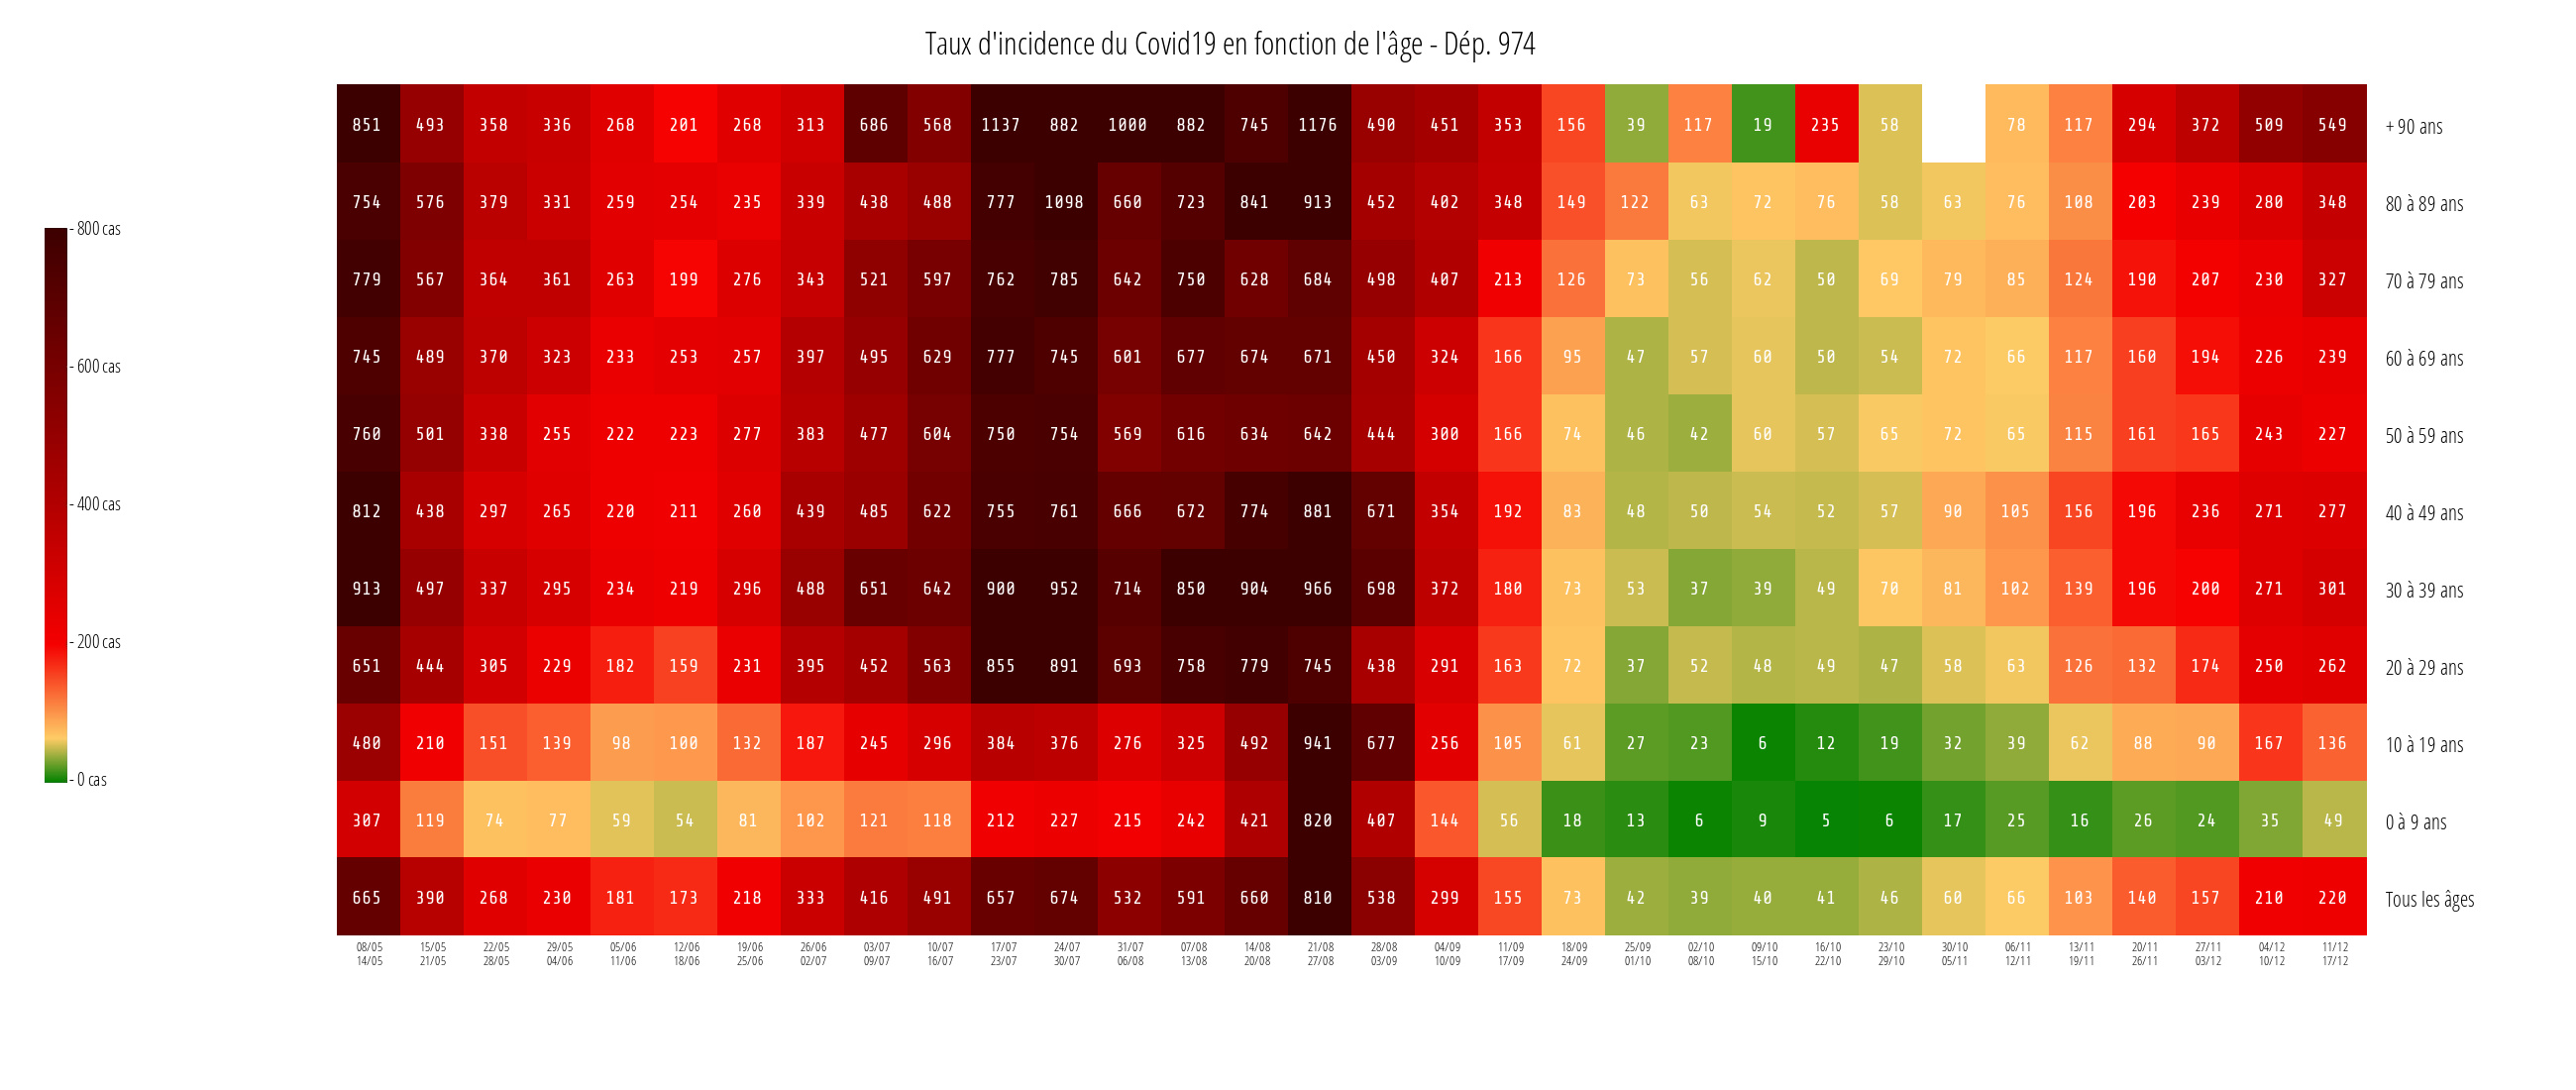 Taux d'incidence du Covid19 en fonction de l'âge - Dép. 974
- 800 cas
- 600 cas
- 400 cas
- 200 cas
- 0 cas
851 493 358 336 268 201 268 313 686 568 1137 882 1000 882 745 1176 490 451 353 156 39 117 19 235 58 78 117 294 372 509 549 + 90 ans
754 576 379 331 259 254 235 339 438 488 777 1098 660 723 841 913 452 402 348 149 122 63 72 76 58 63 76 108 203 239 280 348 80 à 89 ans
779 567 364 361 263 199 276 343 521 597 762 785 642 750 628 684 498 407 213 126 73 56 62 50 69 79 85 124 190 207 230 327 70 à 79 ans
745 489 370 323 233 253 257 397 495 629 777 745 601 677 674 671 450 324 166 95 47 57 60 50 54 72 66 117 160 194 226 239 60 à 69 ans
760 501 338 255 222 223 277 383 477 604 750 754 569 616 634 642 444 300 166 74 46 42 60 57 65 72 65 115 161 165 243 227 50 à 59 ans
812 438 297 265 220 211 260 439 485 622 755 761 666 672 774 881 671 354 192 83 48 50 54 52 57 90 105 156 196 236 271 277 40 à 49 ans
913 497 337 295 234 219 296 488 651 642 900 952 714 850 904 966 698 372 180 73 53 37 39 49 70 81 102 139 196 200 271 301 30 à 39 ans
651 444 305 229 182 159 231 395 452 563 855 891 693 758 779 745 438 291 163 72 37 52 48 49 47 58 63 126 132 174 250 262 20 à 29 ans
480 210 151 139 98 100 132 187 245 296 384 376 276 325 492 941 677 256 105 61 27 23 6 12 19 32 39 62 88 90 167 136 10 à 19 ans
307 119 74 77 59 54 81 102 121 118 212 227 215 242 421 820 407 144 56 18 13 6 9 5 6 17 25 16 26 24 35 49 0 à 9 ans
665 390 268 230 181 173 218 333 416 491 657 674 532 591 660 810 538 299 155 73 42 39 40 41 46 60 66 103 140 157 210 220 Tous les âges
08/05 15/05 22/05 29/05 05/06 12/06 19/06 26/06 03/07 10/07 17/07 24/07 31/07 07/08 14/08 21/08 28/08 04/09 11/09 18/09 25/09 02/10 09/10 16/10 23/10 30/10 06/11 13/11 20/11 27/11 04/12 11/12
14/05 21/05 28/05 04/06 11/06 18/06 25/06 02/07 09/07 16/07 23/07 30/07 06/08 13/08 20/08 27/08 03/09 10/09 17/09 24/09 01/10 08/10 15/10 22/10 29/10 05/11 12/11 19/11 26/11 03/12 10/12 17/12